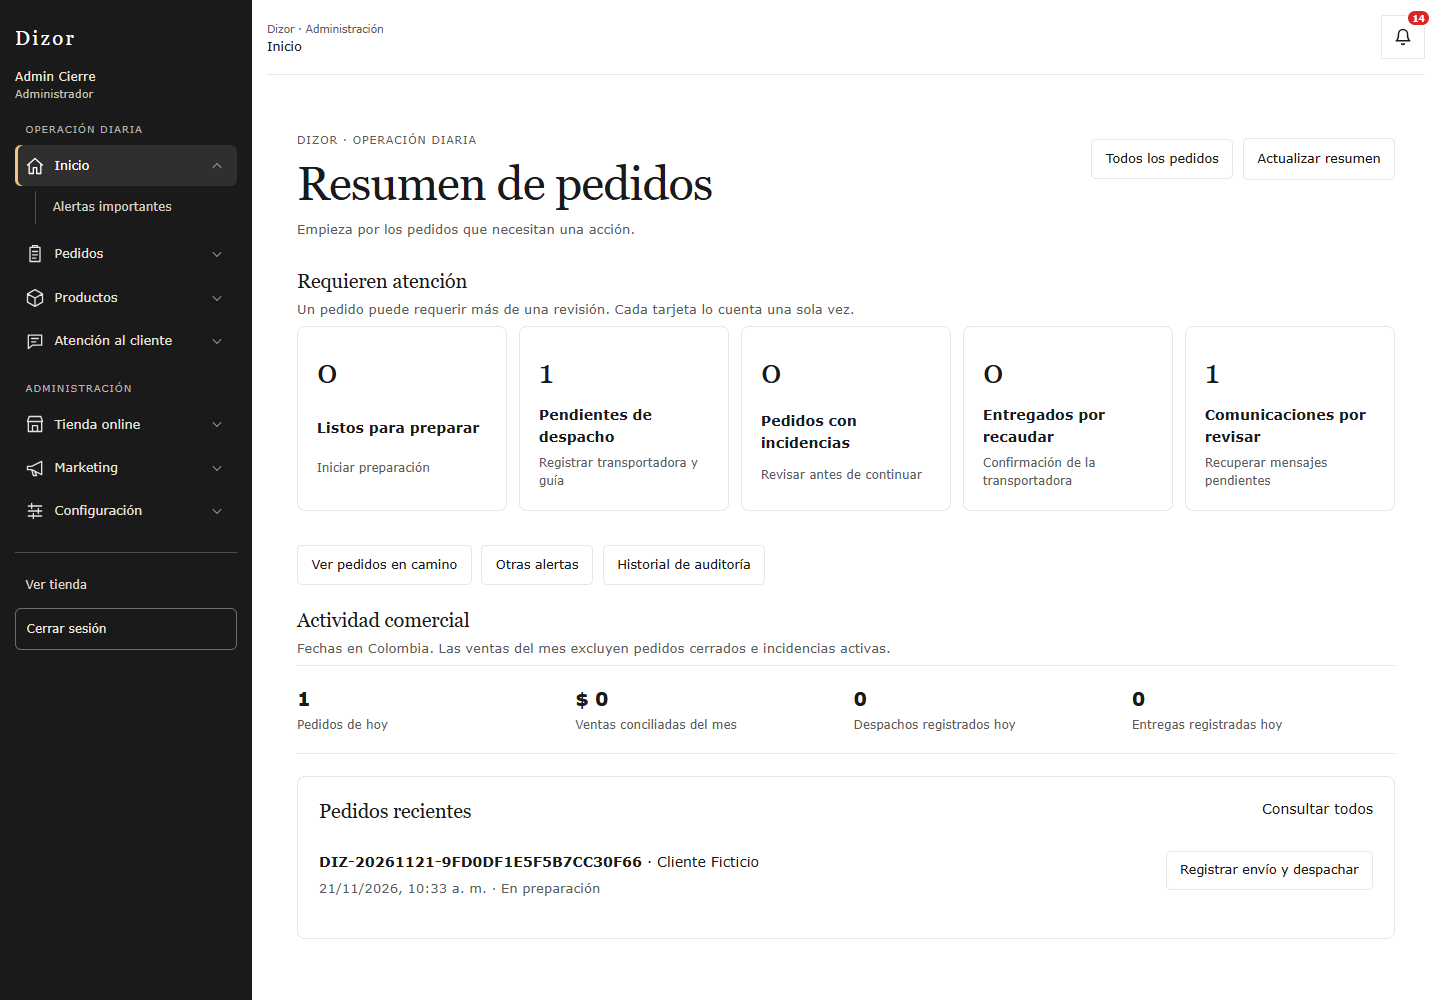 Dizor
Admin Cierre
Administrador
OPERACIÓN DIARIA
Inicio
Alertas importantes
Pedidos
Productos
Atención al cliente
ADMINISTRACIÓN
Tienda online
Marketing
Configuración
Ver tienda
Cerrar sesión
Dizor · Administración
Inicio
14
DIZOR · OPERACIÓN DIARIA
Resumen de pedidos
Empieza por los pedidos que necesitan una acción.
Todos los pedidos
Actualizar resumen
Requieren atención
Un pedido puede requerir más de una revisión. Cada tarjeta lo cuenta una sola vez.
0
Listos para preparar
Iniciar preparación
1
Pendientes de
despacho
Registrar transportadora y
guía
0
Pedidos con
incidencias
Revisar antes de continuar
0
Entregados por
recaudar
Confirmación de la
transportadora
1
Comunicaciones por
revisar
Recuperar mensajes
pendientes
Ver pedidos en camino
Otras alertas
Historial de auditoría
Actividad comercial
Fechas en Colombia. Las ventas del mes excluyen pedidos cerrados e incidencias activas.
1
Pedidos de hoy
$ 0
Ventas conciliadas del mes
0
Despachos registrados hoy
0
Entregas registradas hoy
Pedidos recientes
Consultar todos
DIZ-20261121-9FD0DF1E5F5B7CC30F66 · Cliente Ficticio
21/11/2026, 10:33 a. m. · En preparación
Registrar envío y despachar